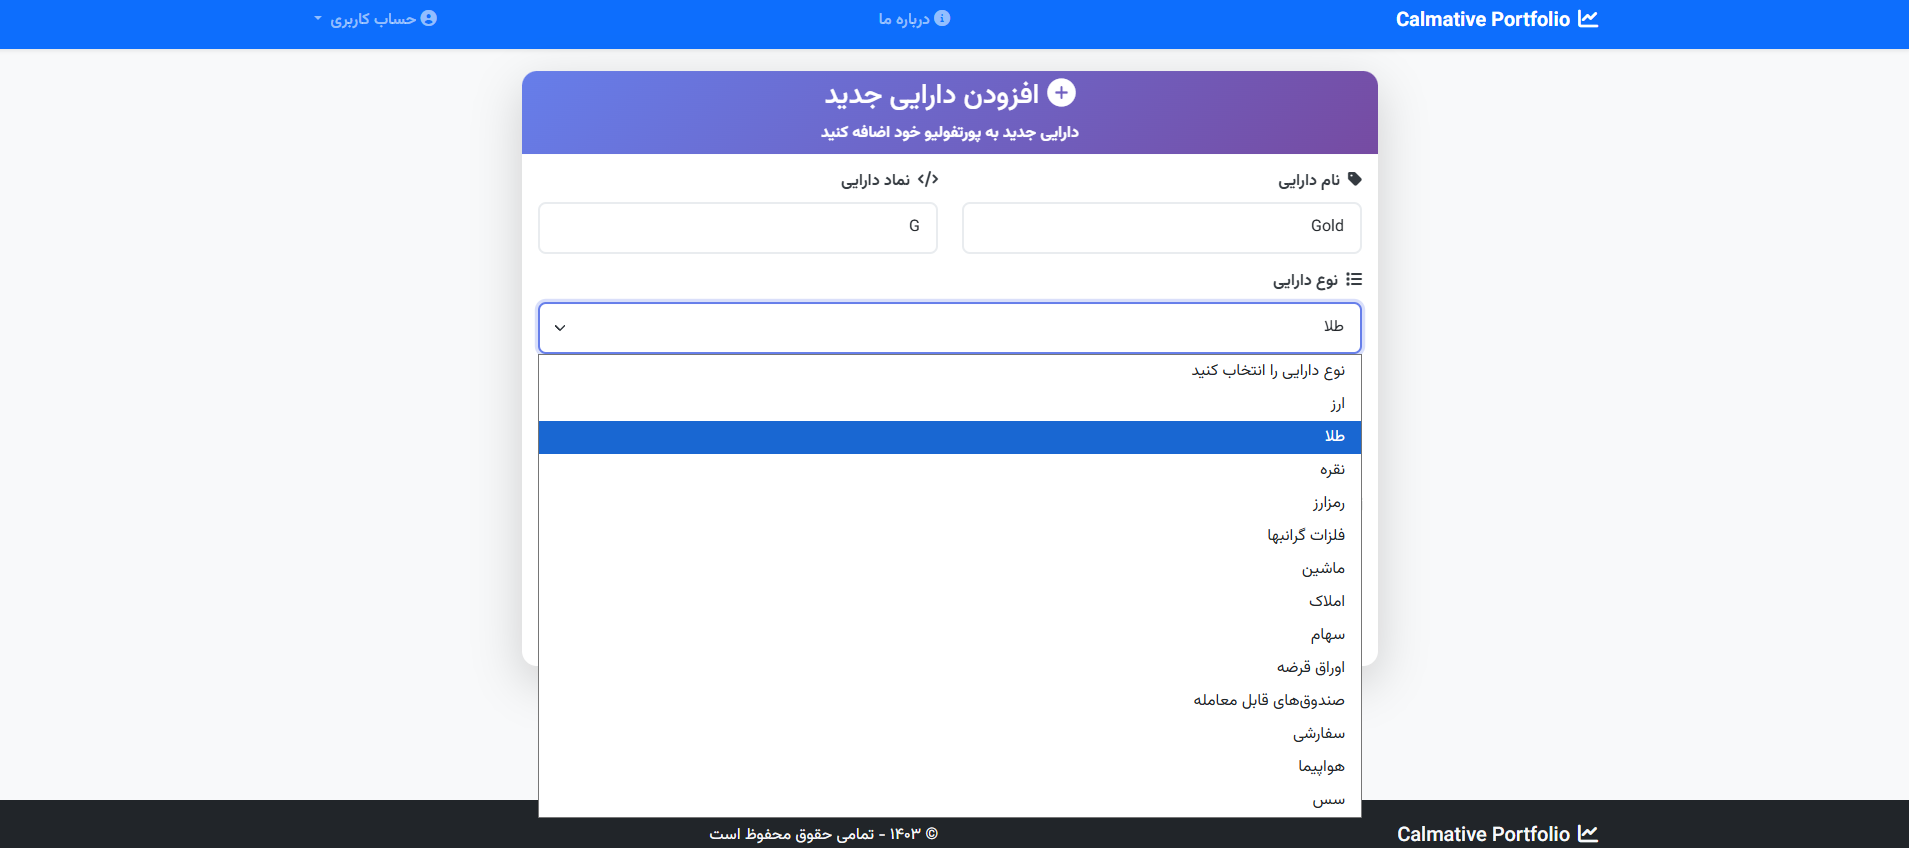 Calmative Portfolio
درباره ما
حساب کاربری
افزودن دارایی جدید
دارایی جدید به پورتفولیو خود اضافه کنید
نام دارایی
Gold
نماد دارایی
G
نوع دارایی
طلا
نوع دارایی را انتخاب کنید
ارز
طلا
نقره
رمزارز
فلزات گرانبها
ماشین
املاک
سهام
اوراق قرضه
صندوق‌های قابل معامله
سفارشی
هواپیما
سس
Calmative Portfolio
© ۱۴۰۳ - تمامی حقوق محفوظ است